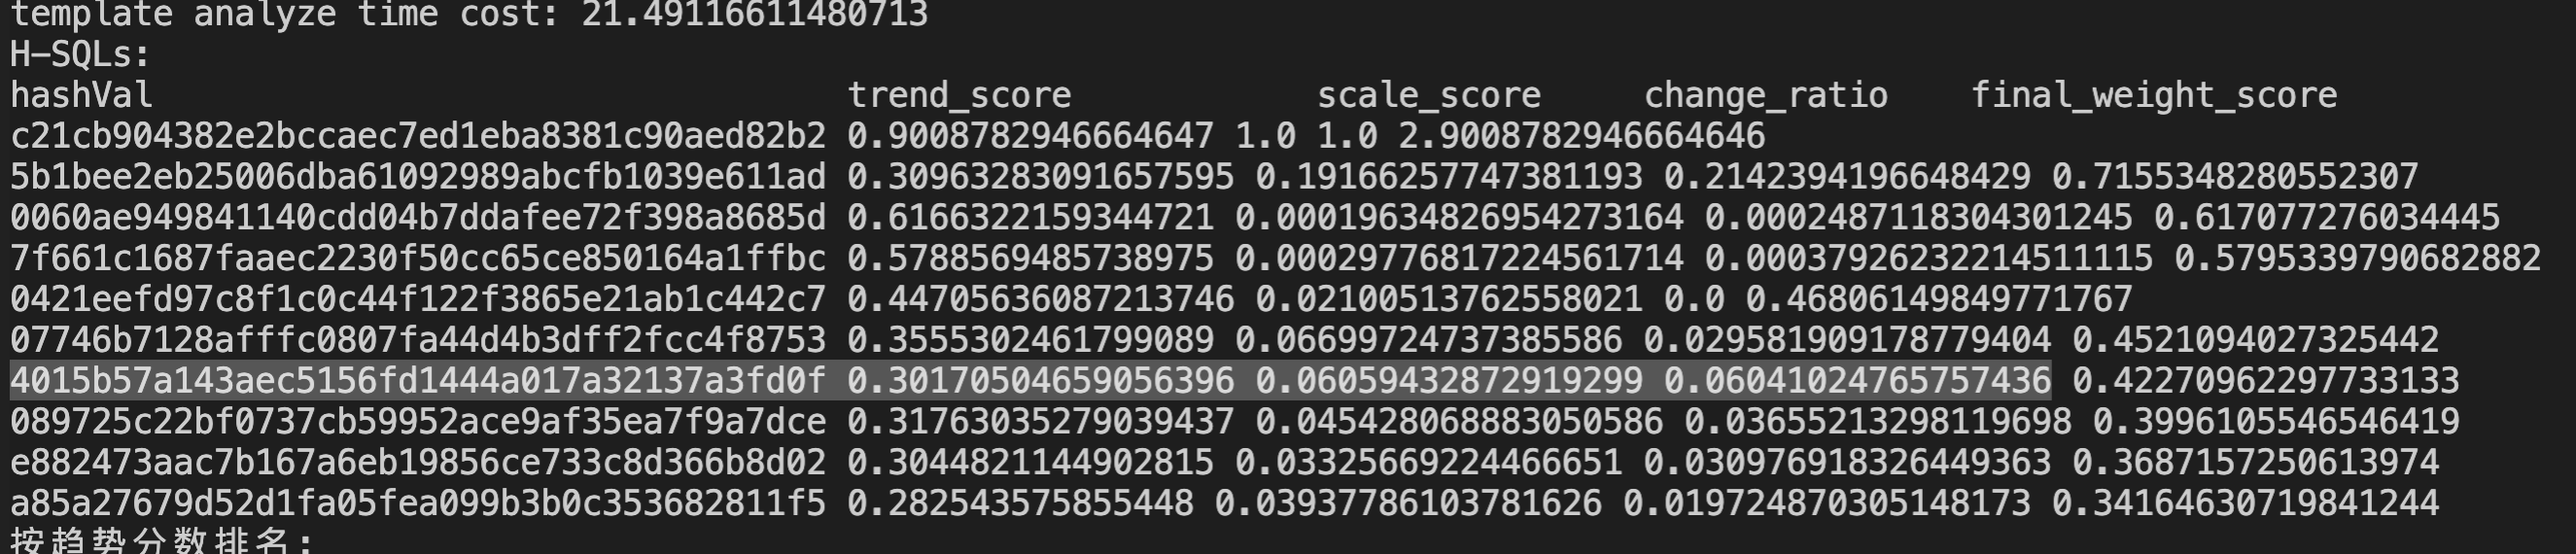 template analyze time cost: 21.49116611480713
H-SQLs:
hashVal trend_score scale_score change_ratio final_weight_score
c21cb904382e2bccaec7ed1eba8381c90aed82b2 0.9008782946664647 1.0 1.0 2.9008782946664646
5b1bee2eb25006dba61092989abcfb1039e611ad 0.30963283091657595 0.19166257747381193 0.2142394196648429 0.7155348280552307
0060ae949841140cdd04b7ddafee72f398a8685d 0.6166322159344721 0.00019634826954273164 0.0002487118304301245 0.617077276034445
7f661c1687faaec2230f50cc65ce850164a1ffbc 0.5788569485738975 0.00029776817224561714 0.00037926232214511115 0.57953397906828​82
0421eefd97c8f1c0c44f122f3865e21ab1c442c7 0.44705636087213746 0.02100513762558021 0.0 0.46806149849771767
07746b7128afffc0807fa44d4b3dff2fcc4f8753 0.3555302461799089 0.06699724737385586 0.029581909178779404 0.4521094027325442
4015b57a143aec5156fd1444a017a32137a3fd0f 0.30170504659056396 0.06059432872919299 0.06041024765757436 0.42270962297733133
089725c22bf0737cb59952ace9af35ea7f9a7dce 0.31763035279039437 0.045428068883050586 0.03655213298119698 0.3996105546546419
e882473aac7b167a6eb19856ce733c8d366b8d02 0.3044821144902815 0.03325669224466651 0.030976918326449363 0.3687157250613974
a85a27679d52d1fa05fea099b3b0c353682811f5 0.282543575855448 0.03937786103781626 0.019724870305148173 0.34164630719841244
按趋势分数排名: